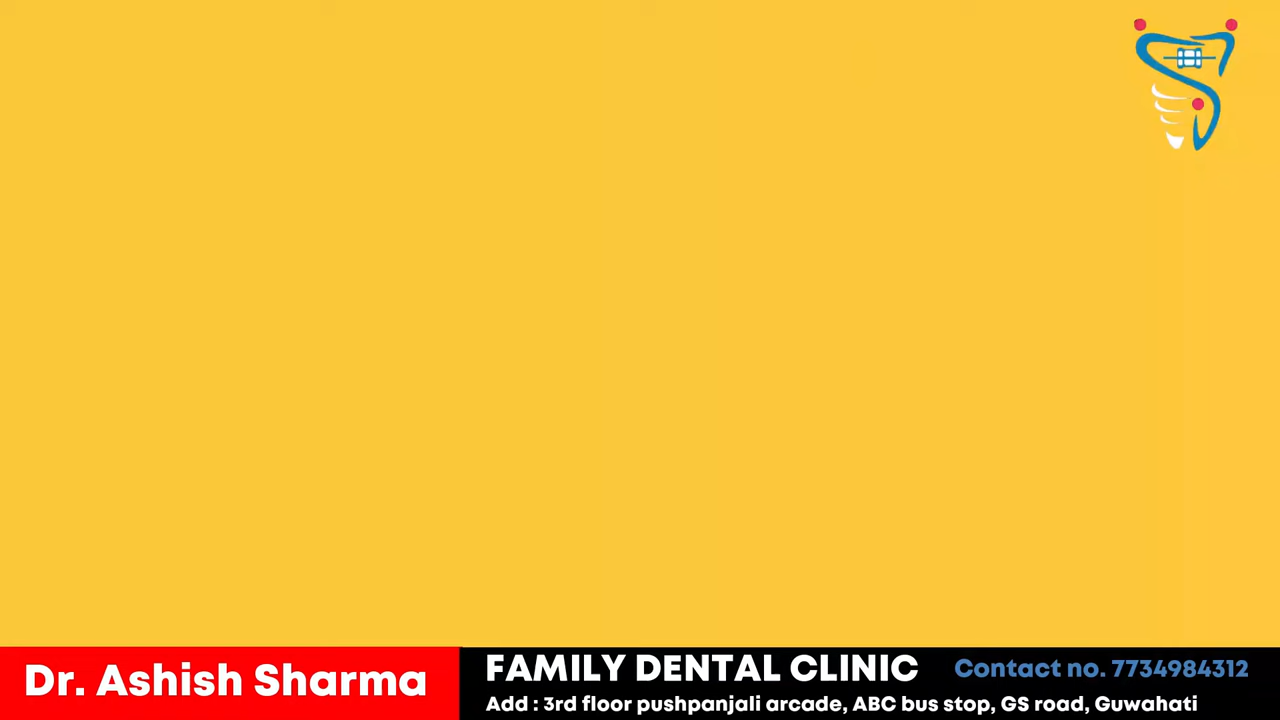 Dr. Ashish Sharma
FAMILY DENTAL CLINIC
Contact no. 7734984312
Add : 3rd floor pushpanjali arcade, ABC bus stop, GS road, Guwahati